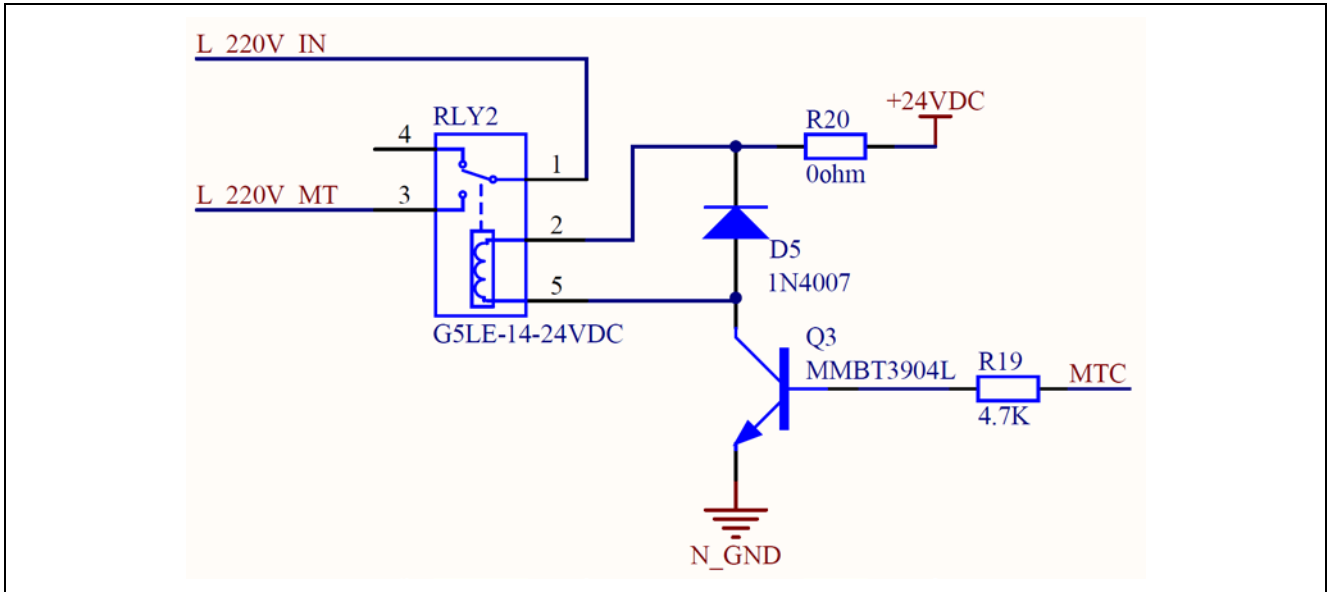 L_220V_IN
+24VDC
RLY2
R20
4
1
0ohm
L_220V_MT
3
2
D5
1N4007
5
G5LE-14-24VDC
Q3
MMBT3904L
R19
MTC
4.7K
N_GND